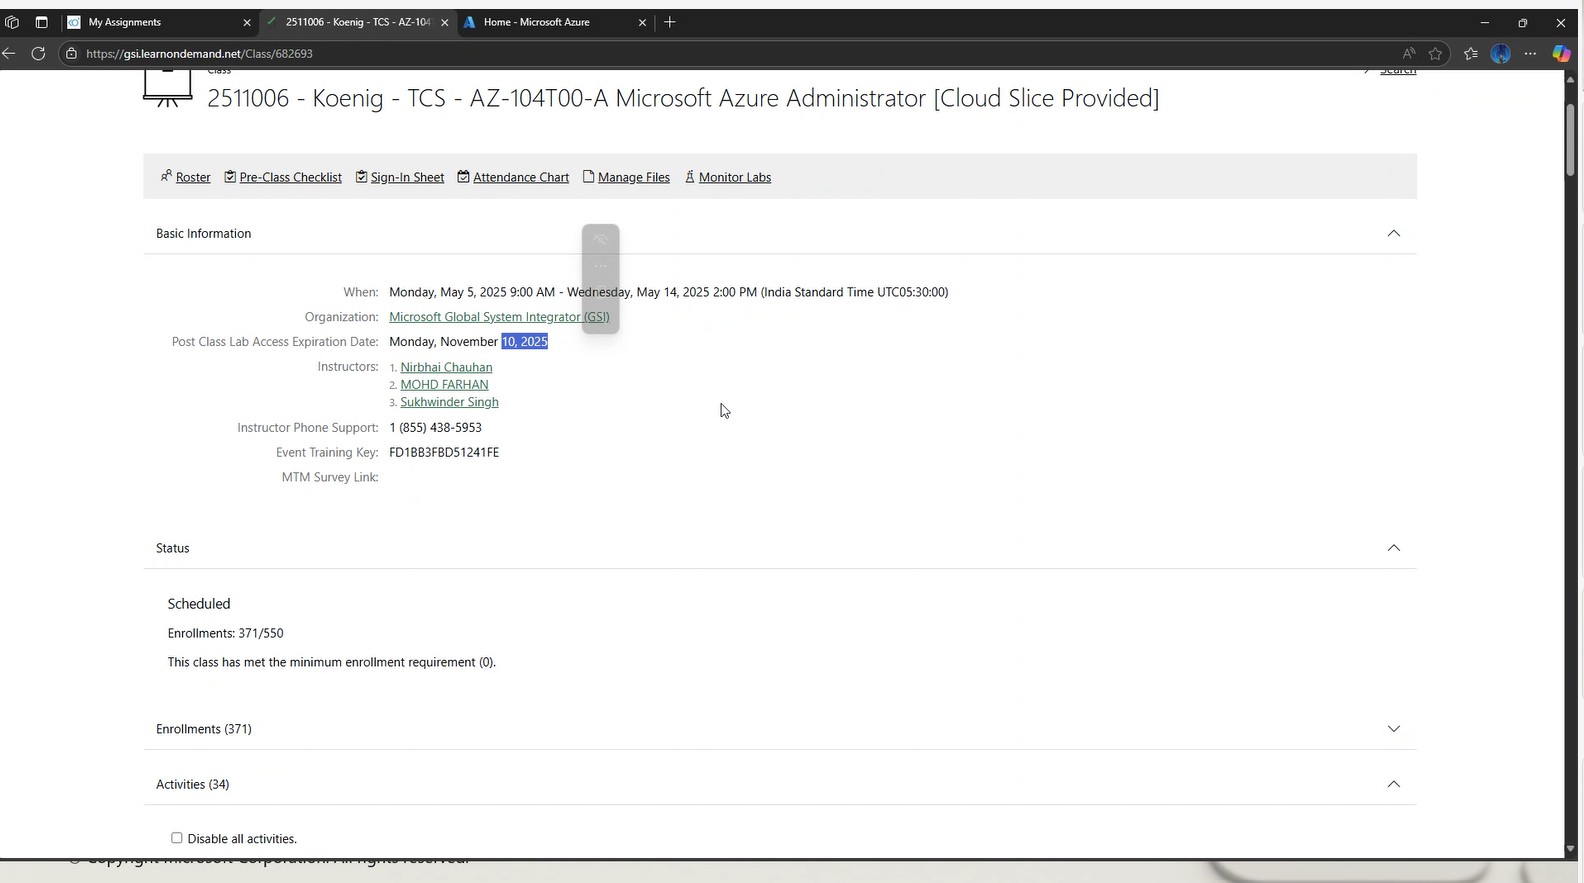 My Assignments
2511006 - Koenig - TCS - AZ-104
Home - Microsoft Azure
https://gsi.learnondemand.net/Class/682693
Class
Search
2511006 - Koenig - TCS - AZ-104T00-A Microsoft Azure Administrator [Cloud Slice Provided]
Roster Pre-Class Checklist Sign-In Sheet Attendance Chart Manage Files Monitor Labs
Basic Information
When: Monday, May 5, 2025 9:00 AM - Wednesday, May 14, 2025 2:00 PM (India Standard Time UTC05:30:00)
Organization: Microsoft Global System Integrator (GSI)
Post Class Lab Access Expiration Date: Monday, November 10, 2025
Instructors: 1. Nirbhai Chauhan
2. MOHD FARHAN
3. Sukhwinder Singh
Instructor Phone Support: 1 (855) 438-5953
Event Training Key: FD1BB3FBD51241FE
MTM Survey Link:
Status
Scheduled
Enrollments: 371/550
This class has met the minimum enrollment requirement (0).
Enrollments (371)
Activities (34)
Disable all activities.
© Copyright Microsoft Corporation. All rights reserved.